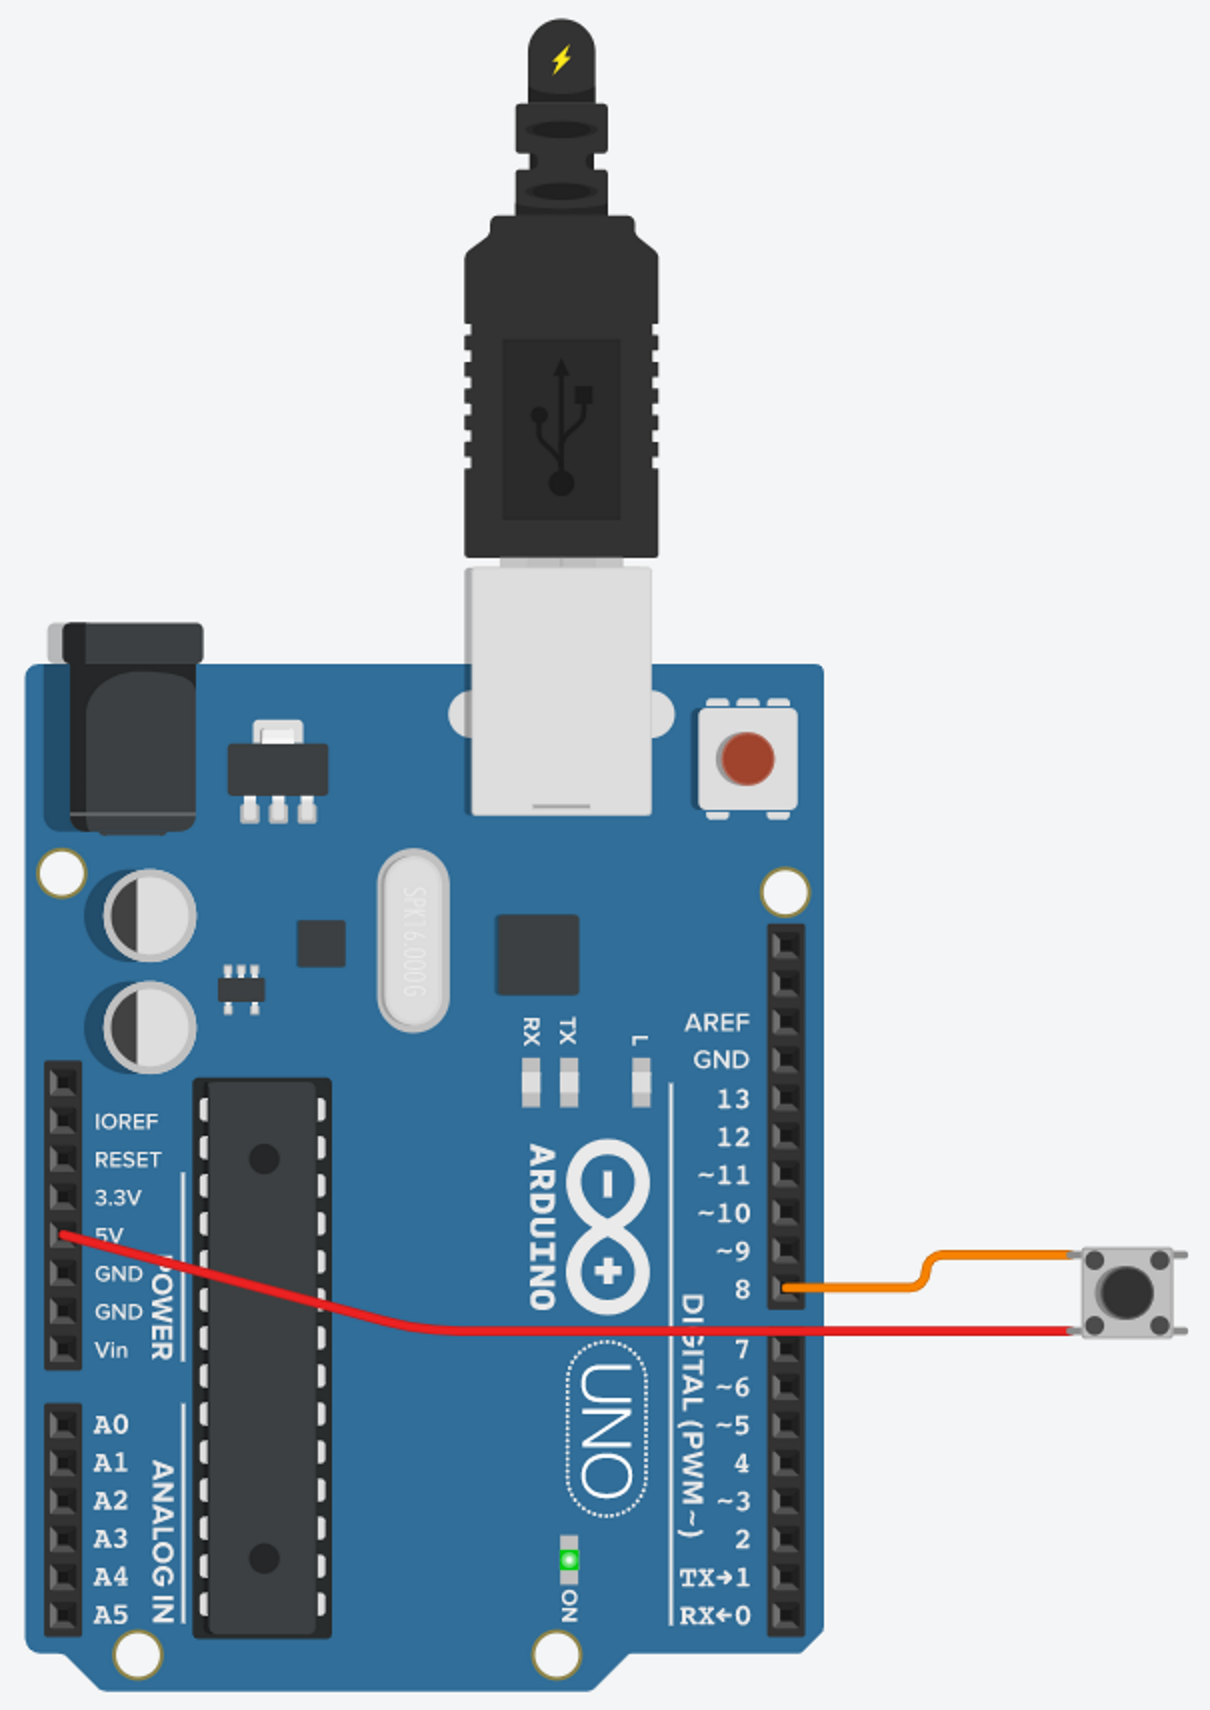 SPK16.000G
RX
TX
L
AREF
GND
13
12
~11
~10
~9
8
7
~6
~5
4
~3
2
TX→1
RX←0
DIGITAL (PWM~)
IOREF
RESET
3.3V
5V
GND
GND
Vin
POWER
A0
A1
A2
A3
A4
A5
ANALOG IN
ARDUINO
UNO
ON